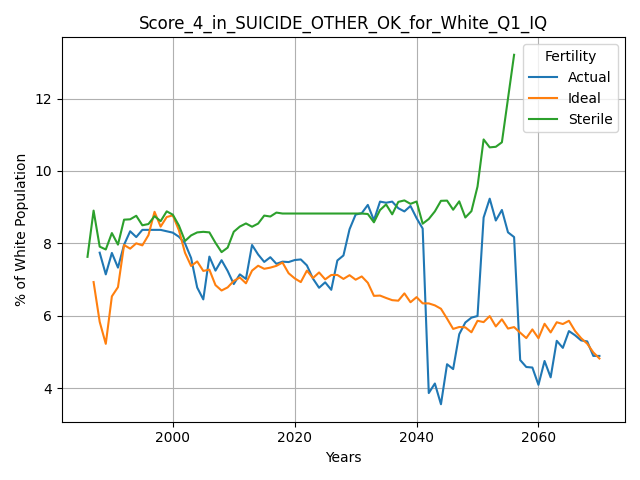 Score_4_in_SUICIDE_OTHER_OK_for_White_Q1_IQ
Fertility
Actual
Ideal
Sterile
% of White Population
12
10
8
6
4
2000
2020
2040
2060
Years